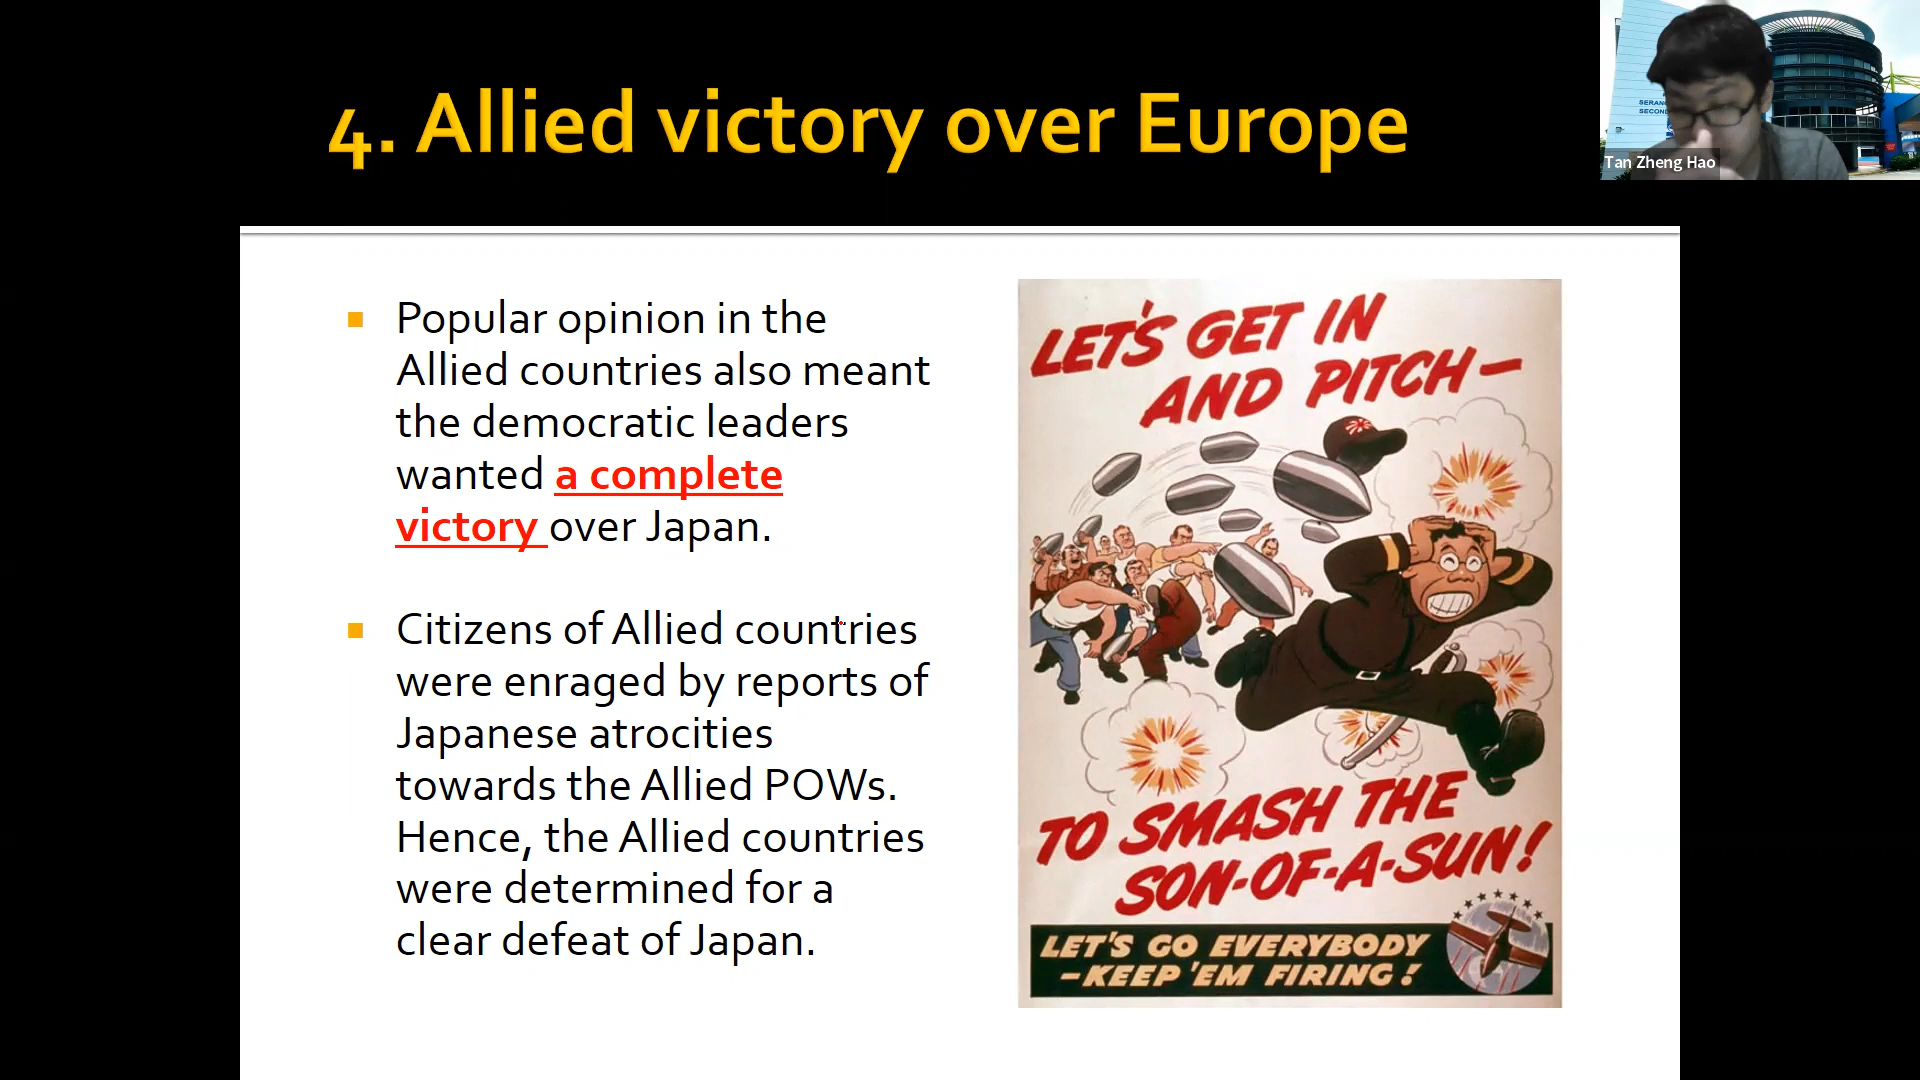 4. Allied victory over Europe
Tan Zheng Hao
Popular opinion in the
Allied countries also meant
the democratic leaders
wanted a complete
victory over Japan.
Citizens of Allied countries
were enraged by reports of
Japanese atrocities
towards the Allied POWs.
Hence, the Allied countries
were determined for a
clear defeat of Japan.
LET'S GET IN
AND PITCH—
TO SMASH THE
SON-OF-A-SUN!
LET'S GO EVERYBODY
-KEEP 'EM FIRING!